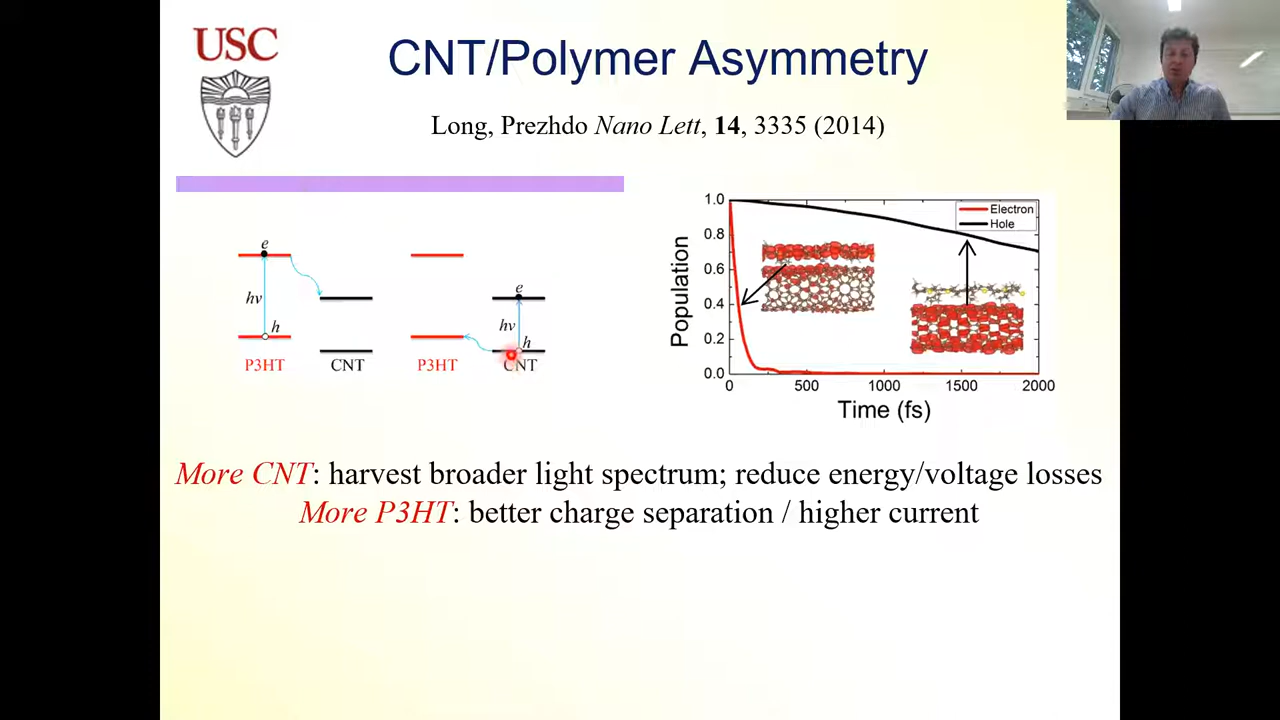 USC
CNT/Polymer Asymmetry
Long, Prezhdo Nano Lett, 14, 3335 (2014)
e
hν
h
P3HT
CNT
P3HT
e
hν
h
CNT
Population
1.0
0.8
0.6
0.4
0.2
0.0
Electron
Hole
0
500
1000
1500
2000
Time (fs)
More CNT: harvest broader light spectrum; reduce energy/voltage losses
More P3HT: better charge separation / higher current